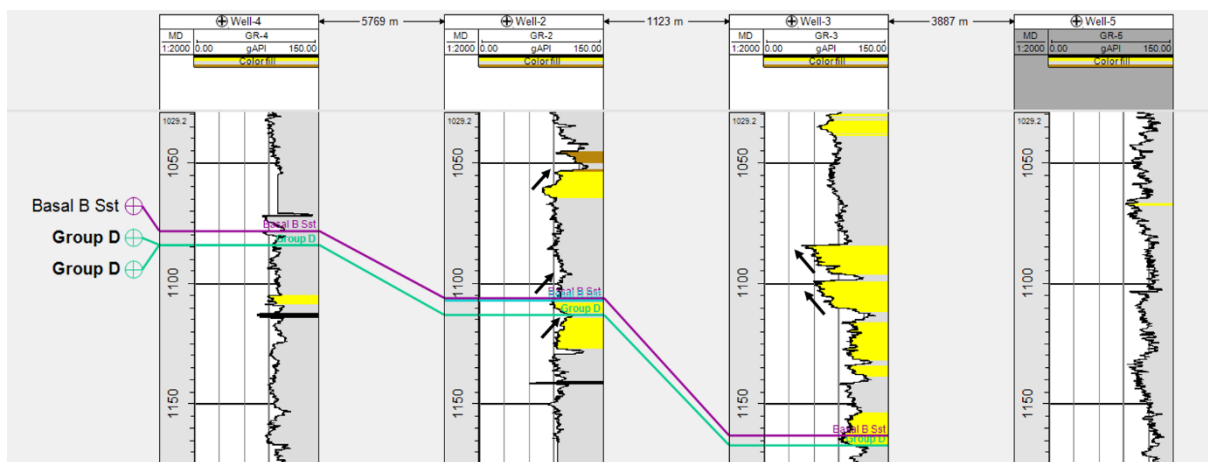 Well-4
5769 m
Well-2
1123 m
Well-3
3887 m
Well-5
MD GR-4
1:2000 0.00 gAPI 150.00
Color fill
MD GR-2
1:2000 0.00 gAPI 150.00
Color fill
MD GR-3
1:2000 0.00 gAPI 150.00
Color fill
MD GR-5
1:2000 0.00 gAPI 150.00
Color fill
1029.2
1050
1100
1150
1029.2
1050
1100
1150
1029.2
1050
1100
1150
1029.2
1050
1100
1150
Basal B Sst
Group D
Group D
Basal B Sst
Group D
Basal B Sst
Group D
Basal B Sst
Group D